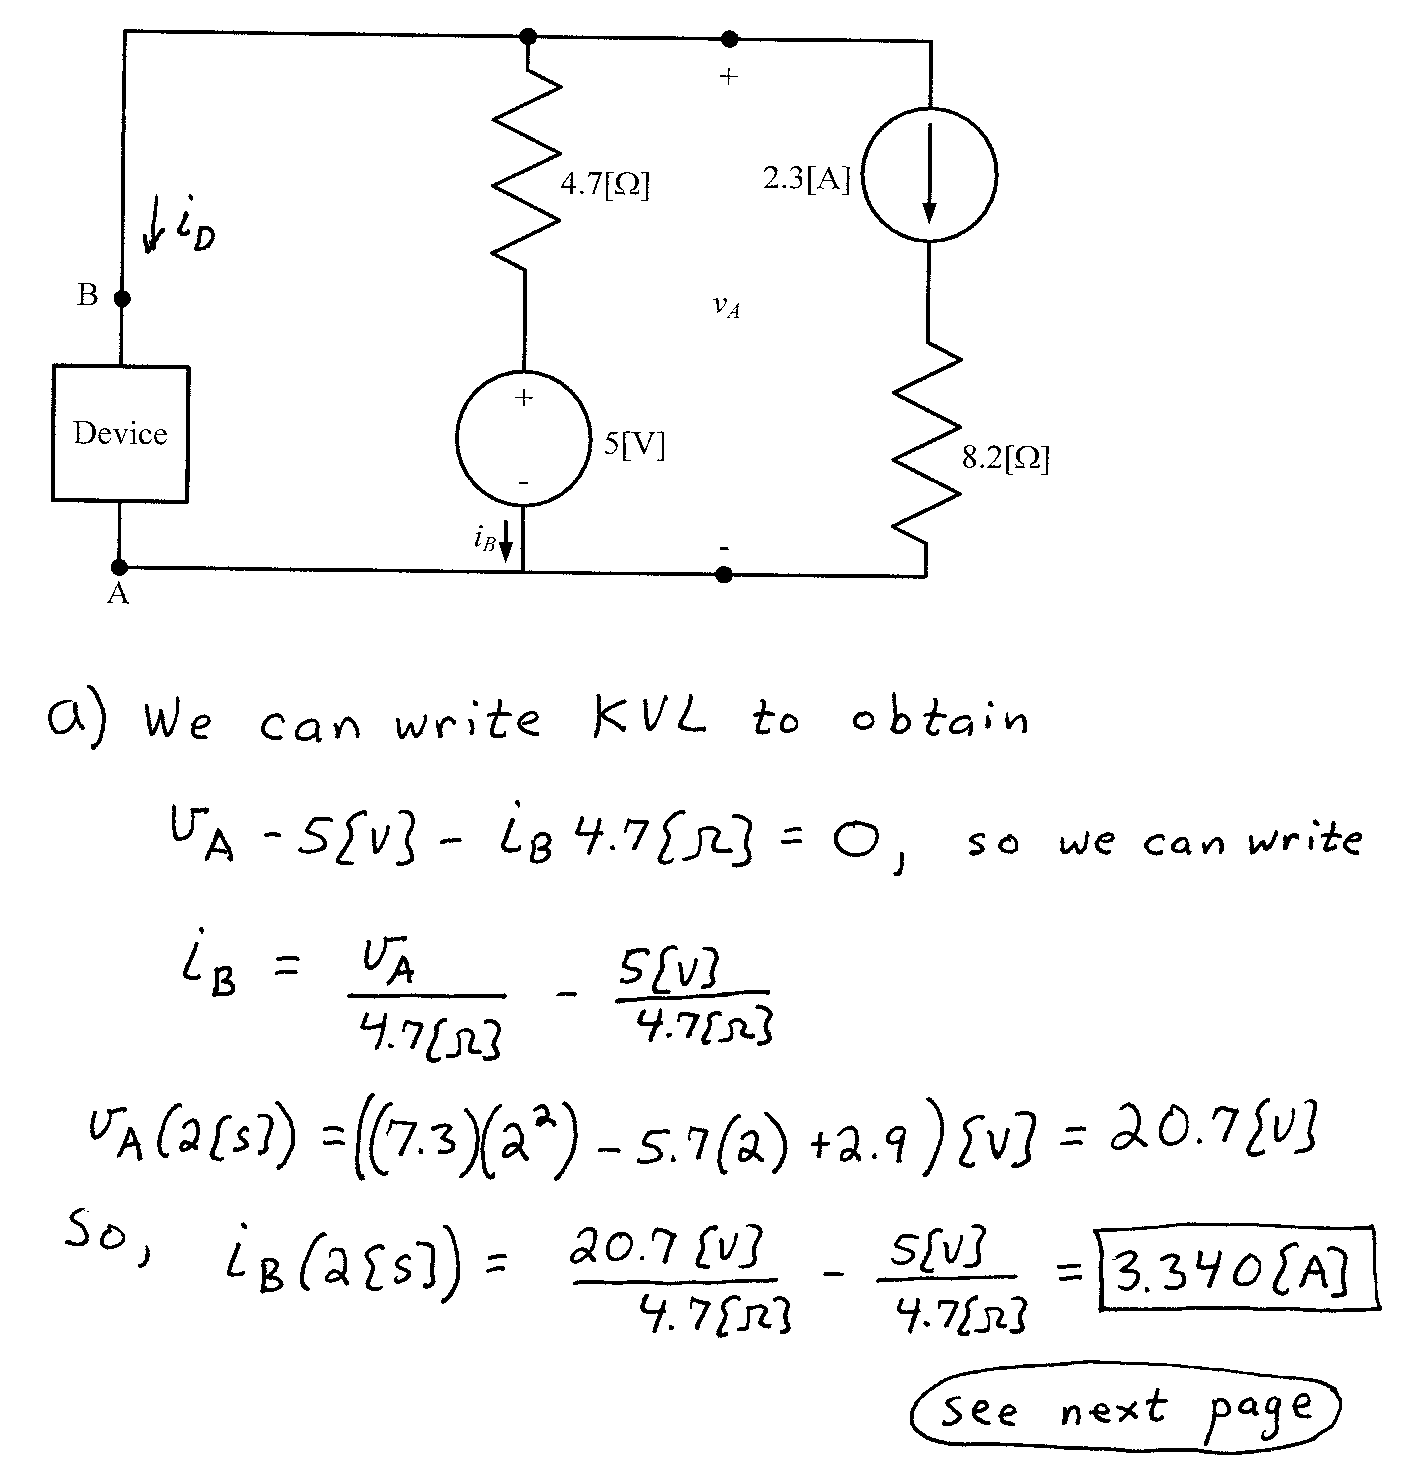 +
4.7[Ω]
2.3[A]
i_D
B
v_A
Device
+
5[V]
-
8.2[Ω]
i_B
-
A
a) We can write KVL to obtain
v_A - 5[V] - i_B 4.7[Ω] = 0, so we can write
i_B = v_A / 4.7[Ω] - 5[V] / 4.7[Ω]
v_A(2[s]) = ((7.3)(2²) - 5.7(2) + 2.9) [V] = 20.7[V]
So, i_B(2[s]) = 20.7[V] / 4.7[Ω] - 5[V] / 4.7[Ω] = 3.340[A]
see next page